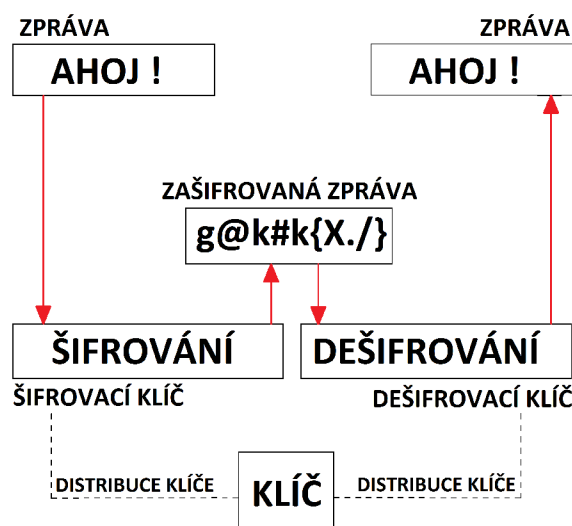 ZPRÁVA
AHOJ !
ZPRÁVA
AHOJ !
ZAŠIFROVANÁ ZPRÁVA
g@k#k{X./}
ŠIFROVÁNÍ
DEŠIFROVÁNÍ
ŠIFROVACÍ KLÍČ
DEŠIFROVACÍ KLÍČ
DISTRIBUCE KLÍČE
KLÍČ
DISTRIBUCE KLÍČE